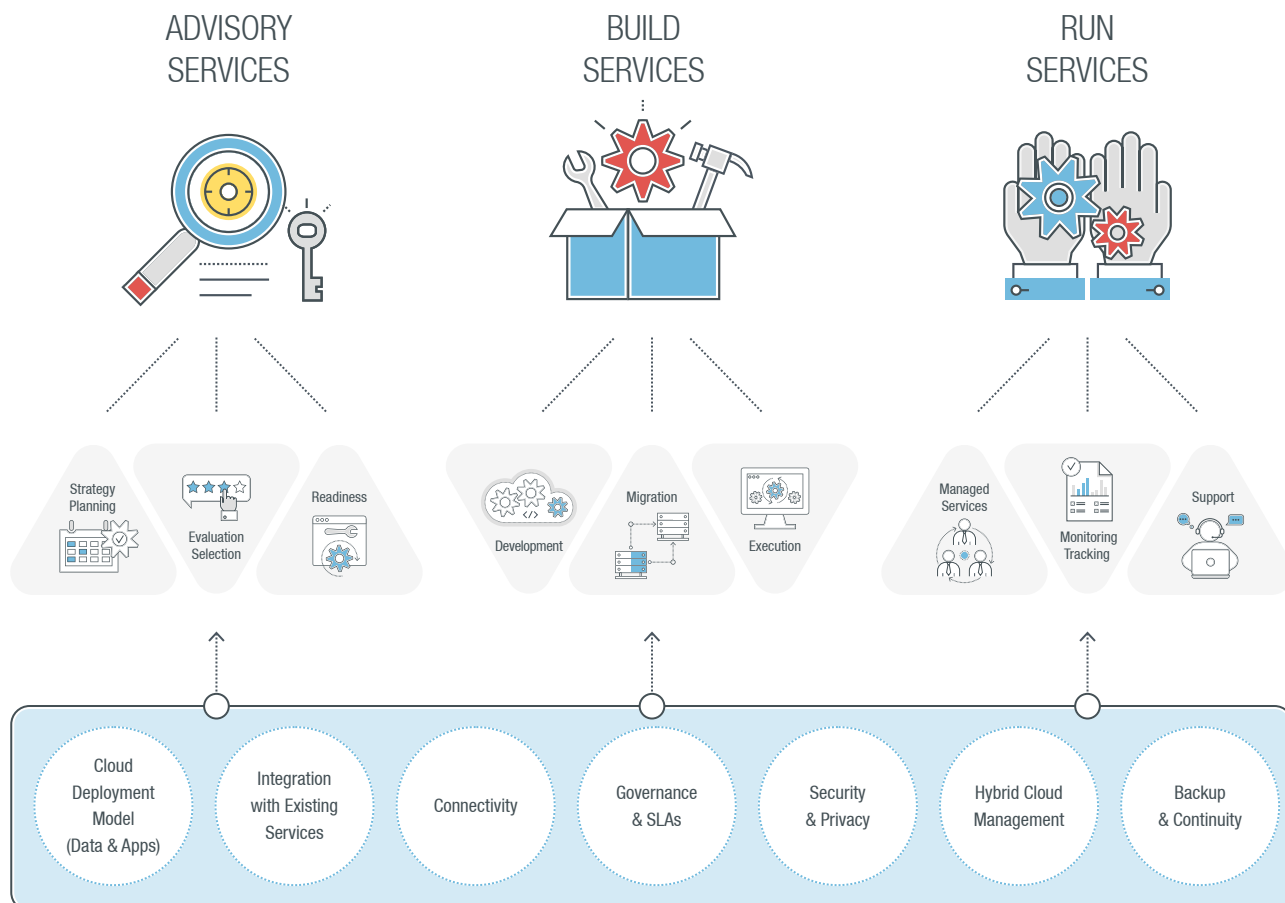 ADVISORY
SERVICES
BUILD
SERVICES
RUN
SERVICES
Strategy
Planning
Evaluation
Selection
Readiness
Development
</>
Migration
Execution
Managed
Services
Monitoring
Tracking
Support
Cloud
Deployment
Model
(Data & Apps)
Integration
with Existing
Services
Connectivity
Governance
& SLAs
Security
& Privacy
Hybrid Cloud
Management
Backup
& Continuity